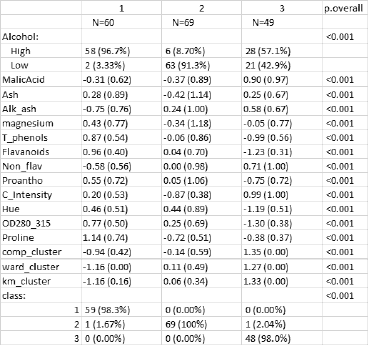 1 2 3 p.overall
N=60 N=69 N=49
Alcohol: <0.001
High 58 (96.7%) 6 (8.70%) 28 (57.1%)
Low 2 (3.33%) 63 (91.3%) 21 (42.9%)
MalicAcid -0.31 (0.62) -0.37 (0.89) 0.90 (0.97) <0.001
Ash 0.28 (0.89) -0.42 (1.14) 0.25 (0.67) <0.001
Alk_ash -0.75 (0.76) 0.24 (1.00) 0.58 (0.67) <0.001
magnesium 0.43 (0.77) -0.34 (1.18) -0.05 (0.77) <0.001
T_phenols 0.87 (0.54) -0.06 (0.86) -0.99 (0.56) <0.001
Flavanoids 0.96 (0.40) 0.04 (0.70) -1.23 (0.31) <0.001
Non_flav -0.58 (0.56) 0.00 (0.98) 0.71 (1.00) <0.001
Proantho 0.55 (0.72) 0.05 (1.06) -0.75 (0.72) <0.001
C_Intensity 0.20 (0.53) -0.87 (0.38) 0.99 (1.00) <0.001
Hue 0.46 (0.51) 0.44 (0.89) -1.19 (0.51) <0.001
OD280_315 0.77 (0.50) 0.25 (0.69) -1.30 (0.38) <0.001
Proline 1.14 (0.74) -0.72 (0.51) -0.38 (0.37) <0.001
comp_cluster -0.94 (0.42) -0.14 (0.59) 1.35 (0.00) <0.001
ward_cluster -1.16 (0.00) 0.11 (0.49) 1.27 (0.00) <0.001
km_cluster -1.16 (0.16) 0.06 (0.34) 1.33 (0.00) <0.001
class: <0.001
1 59 (98.3%) 0 (0.00%) 0 (0.00%)
2 1 (1.67%) 69 (100%) 1 (2.04%)
3 0 (0.00%) 0 (0.00%) 48 (98.0%)